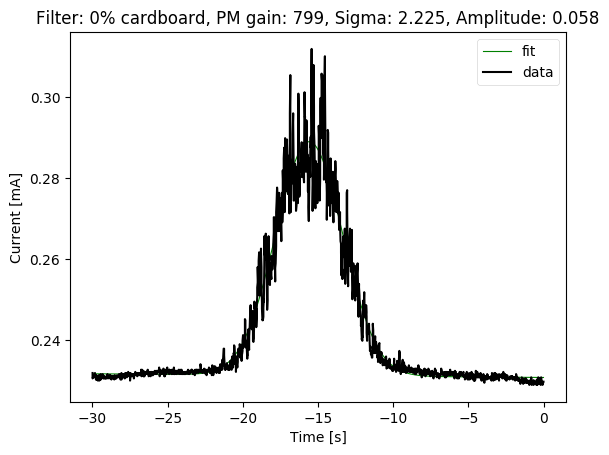 Filter: 0% cardboard, PM gain: 799, Sigma: 2.225, Amplitude: 0.058
fit
data
0.30
0.28
0.26
0.24
Current [mA]
−30
−25
−20
−15
−10
−5
0
Time [s]